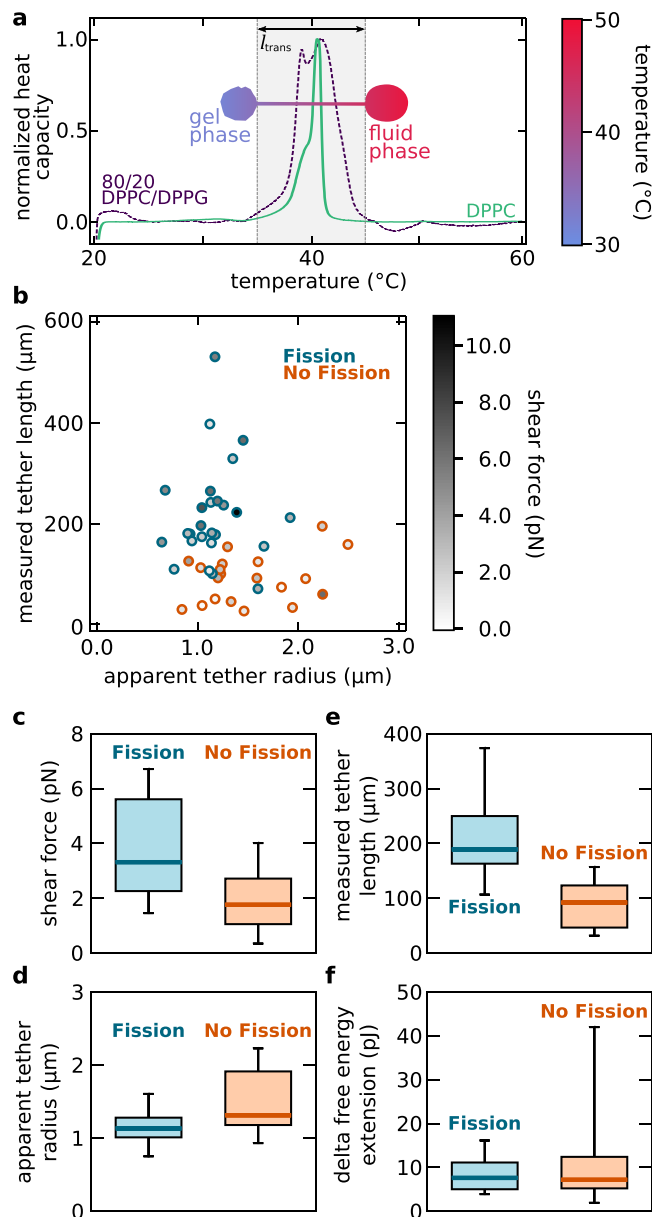 a
normalized heat
capacity
1.0
0.5
0.0
l trans
gel
phase
fluid
phase
80/20
DPPC/DPPG
DPPC
20
40
60
temperature (°C)
50
40
30
temperature (°C)
b
measured tether length (μm)
600
400
200
0
Fission
No Fission
0.0
1.0
2.0
3.0
apparent tether radius (μm)
10.0
8.0
6.0
4.0
2.0
0.0
shear force (pN)
c
shear force (pN)
8
6
4
2
0
Fission
No Fission
e
measured tether
length (μm)
400
300
200
100
0
Fission
No Fission
d
apparent tether
radius (μm)
3
2
1
0
Fission
No Fission
f
delta free energy
extension (pJ)
50
40
30
20
10
0
Fission
No Fission